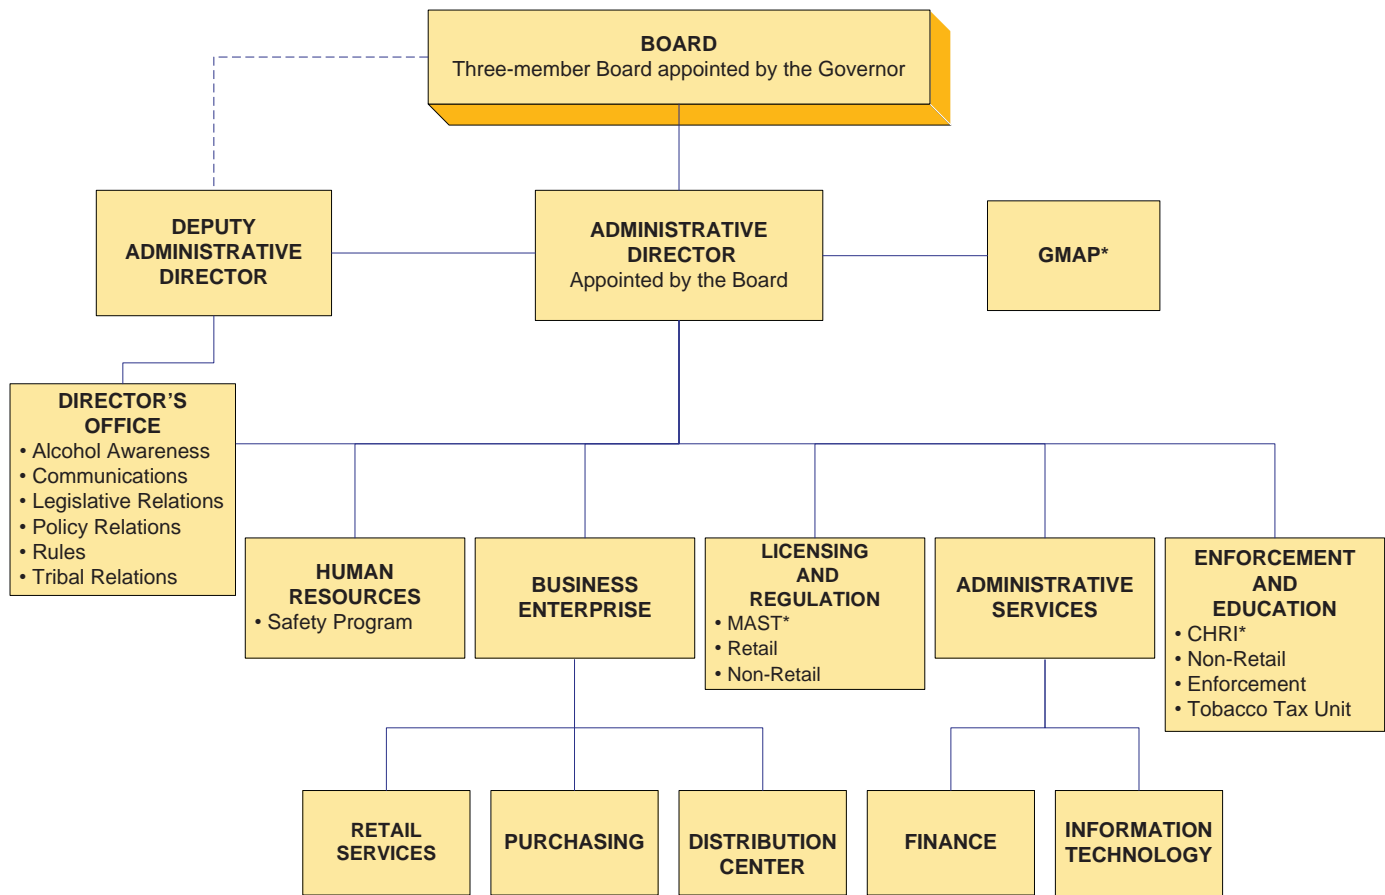 BOARD
Three-member Board appointed by the Governor
DEPUTY
ADMINISTRATIVE
DIRECTOR
ADMINISTRATIVE
DIRECTOR
Appointed by the Board
GMAP*
DIRECTOR’S
OFFICE
• Alcohol Awareness
• Communications
• Legislative Relations
• Policy Relations
• Rules
• Tribal Relations
HUMAN
RESOURCES
• Safety Program
BUSINESS
ENTERPRISE
LICENSING
AND
REGULATION
• MAST*
• Retail
• Non-Retail
ADMINISTRATIVE
SERVICES
ENFORCEMENT
AND
EDUCATION
• CHRI*
• Non-Retail
• Enforcement
• Tobacco Tax Unit
RETAIL
SERVICES
PURCHASING
DISTRIBUTION
CENTER
FINANCE
INFORMATION
TECHNOLOGY